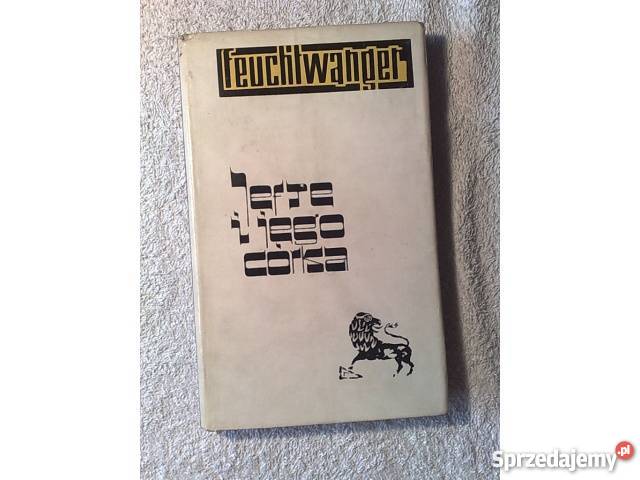 feuchtwanger
Jefte
i jego
córka
Sprzedajemy.pl